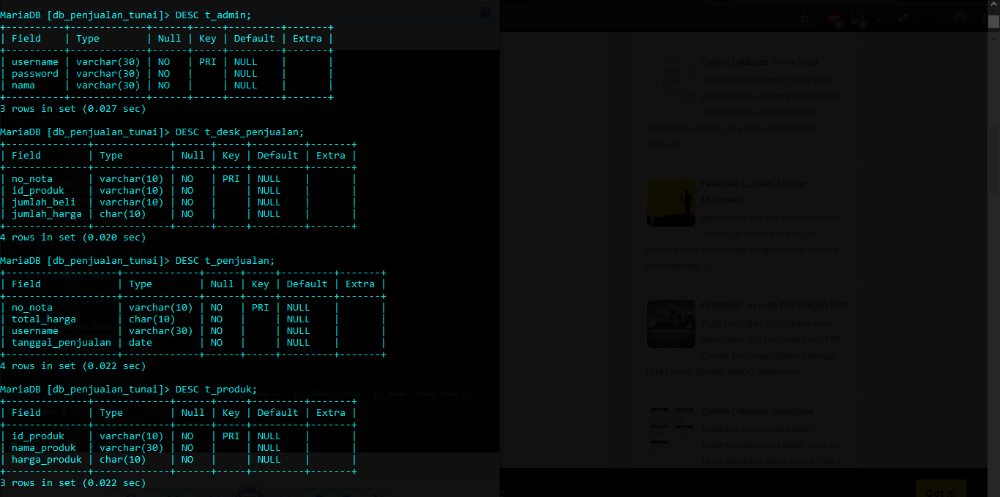 MariaDB [db_penjualan_tunai]> DESC t_admin;
+----------+-------------+------+-----+---------+-------+
| Field    | Type        | Null | Key | Default | Extra |
+----------+-------------+------+-----+---------+-------+
| username | varchar(30) | NO   | PRI | NULL    |       |
| password | varchar(30) | NO   |     | NULL    |       |
| nama     | varchar(30) | NO   |     | NULL    |       |
+----------+-------------+------+-----+---------+-------+
3 rows in set (0.027 sec)
MariaDB [db_penjualan_tunai]> DESC t_desk_penjualan;
+--------------+-------------+------+-----+---------+-------+
| Field        | Type        | Null | Key | Default | Extra |
+--------------+-------------+------+-----+---------+-------+
| no_nota      | varchar(10) | NO   | PRI | NULL    |       |
| id_produk    | varchar(10) | NO   |     | NULL    |       |
| jumlah_beli  | varchar(10) | NO   |     | NULL    |       |
| jumlah_harga | char(10)    | NO   |     | NULL    |       |
+--------------+-------------+------+-----+---------+-------+
4 rows in set (0.020 sec)
MariaDB [db_penjualan_tunai]> DESC t_penjualan;
+-------------------+-------------+------+-----+---------+-------+
| Field             | Type        | Null | Key | Default | Extra |
+-------------------+-------------+------+-----+---------+-------+
| no_nota           | varchar(10) | NO   | PRI | NULL    |       |
| total_harga       | char(10)    | NO   |     | NULL    |       |
| username          | varchar(30) | NO   |     | NULL    |       |
| tanggal_penjualan | date        | NO   |     | NULL    |       |
+-------------------+-------------+------+-----+---------+-------+
4 rows in set (0.022 sec)
MariaDB [db_penjualan_tunai]> DESC t_produk;
+--------------+-------------+------+-----+---------+-------+
| Field        | Type        | Null | Key | Default | Extra |
+--------------+-------------+------+-----+---------+-------+
| id_produk    | varchar(10) | NO   | PRI | NULL    |       |
| nama_produk  | varchar(30) | NO   |     | NULL    |       |
| harga_produk | char(10)    | NO   |     | NULL    |       |
+--------------+-------------+------+-----+---------+-------+
3 rows in set (0.022 sec)
Contoh Database Online Shop
Perkembangan zaman yang maju
pesat seperti sekarang ini semakin
memudahkan manusia untuk
melakukan sesuatu. Jika dulu untuk belanja
manusia...
Pekerjaan Lulusan Jurusan
Multimedia
gambar dari sini klik Setelah sekian
lama tidak menulis di blog ini,
akhirnya saya kembali lagi dengan tulisan tentang
pekerjaan bagi l...
Perbedaan Jurusan TKR Dengan TSM
Pada postingan kali ini saya akan
membahas apa perbedaan dari TKR
(Teknik Kendaraan Ringan) dengan
TSM (Teknik Sepeda Motor). Sebenarny...
Contoh Database Sederhana
Database merupakan bagian
terpenting dari dari sebuah program.
tanpa database masa mungkin bisa
Got it!